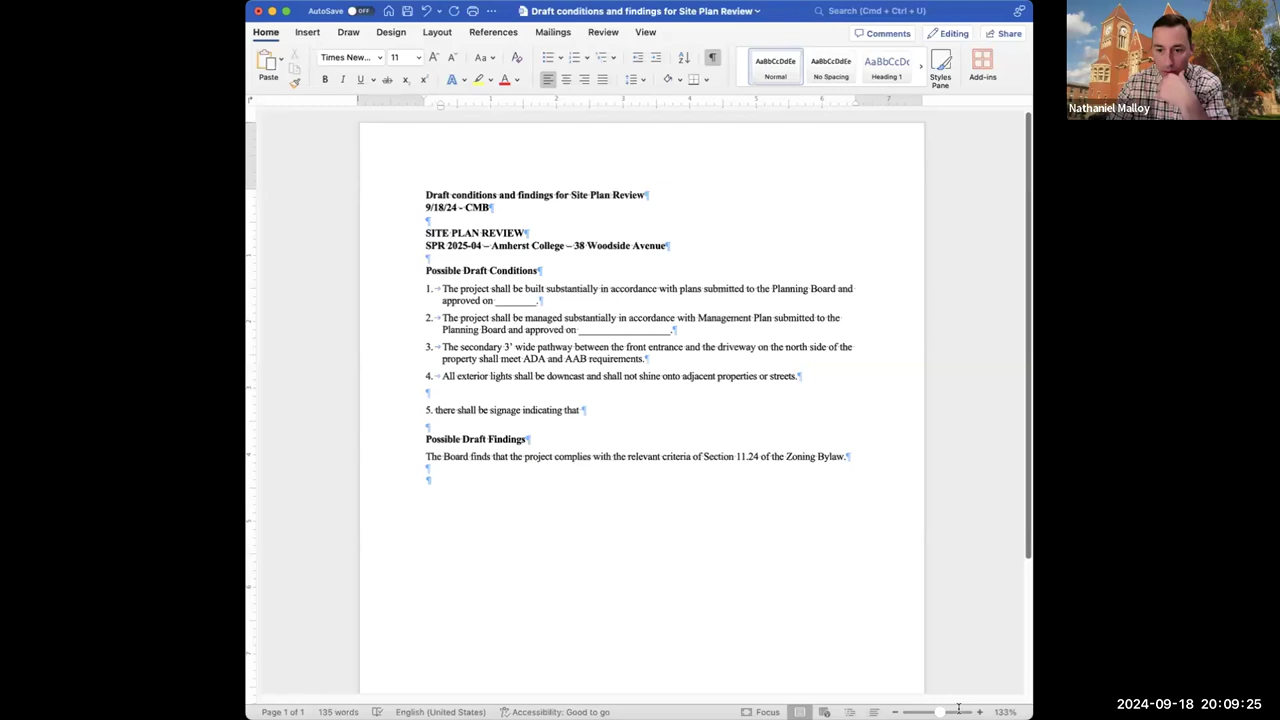 AutoSave OFF
Draft conditions and findings for Site Plan Review
Search (Cmd + Ctrl + U)
Home Insert Draw Design Layout References Mailings Review View
Comments Editing Share
Paste
Times New... 11
AaBbCcDdEe
Normal
AaBbCcDdEe
No Spacing
AaBbCcDc
Heading 1
Styles
Pane
Add-ins
Nathaniel Malloy
Draft conditions and findings for Site Plan Review¶
9/18/24 - CMB¶
¶
SITE PLAN REVIEW¶
SPR 2025-04 – Amherst College – 38 Woodside Avenue¶
¶
Possible Draft Conditions¶
1. The project shall be built substantially in accordance with plans submitted to the Planning Board and
approved on ________.¶
2. The project shall be managed substantially in accordance with Management Plan submitted to the
Planning Board and approved on __________________.¶
3. The secondary 3’ wide pathway between the front entrance and the driveway on the north side of the
property shall meet ADA and AAB requirements.¶
4. All exterior lights shall be downcast and shall not shine onto adjacent properties or streets.¶
¶
5. there shall be signage indicating that ¶
¶
Possible Draft Findings¶
The Board finds that the project complies with the relevant criteria of Section 11.24 of the Zoning Bylaw.¶
¶
¶
Page 1 of 1 135 words English (United States) Accessibility: Good to go Focus 133%
2024-09-18 20:09:25